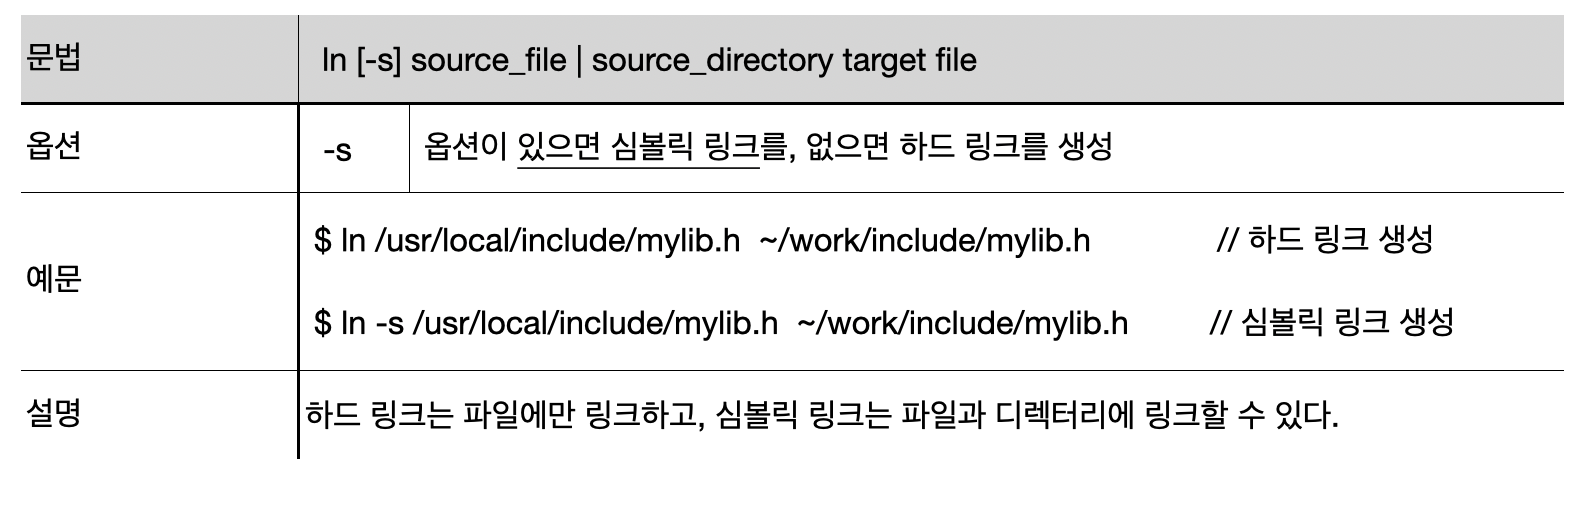 문법 ln [-s] source_file | source_directory target file
옵션 -s 옵션이 있으면 심볼릭 링크를, 없으면 하드 링크를 생성
예문
$ ln /usr/local/include/mylib.h ~/work/include/mylib.h // 하드 링크 생성
$ ln -s /usr/local/include/mylib.h ~/work/include/mylib.h // 심볼릭 링크 생성
설명 하드 링크는 파일에만 링크하고, 심볼릭 링크는 파일과 디렉터리에 링크할 수 있다.